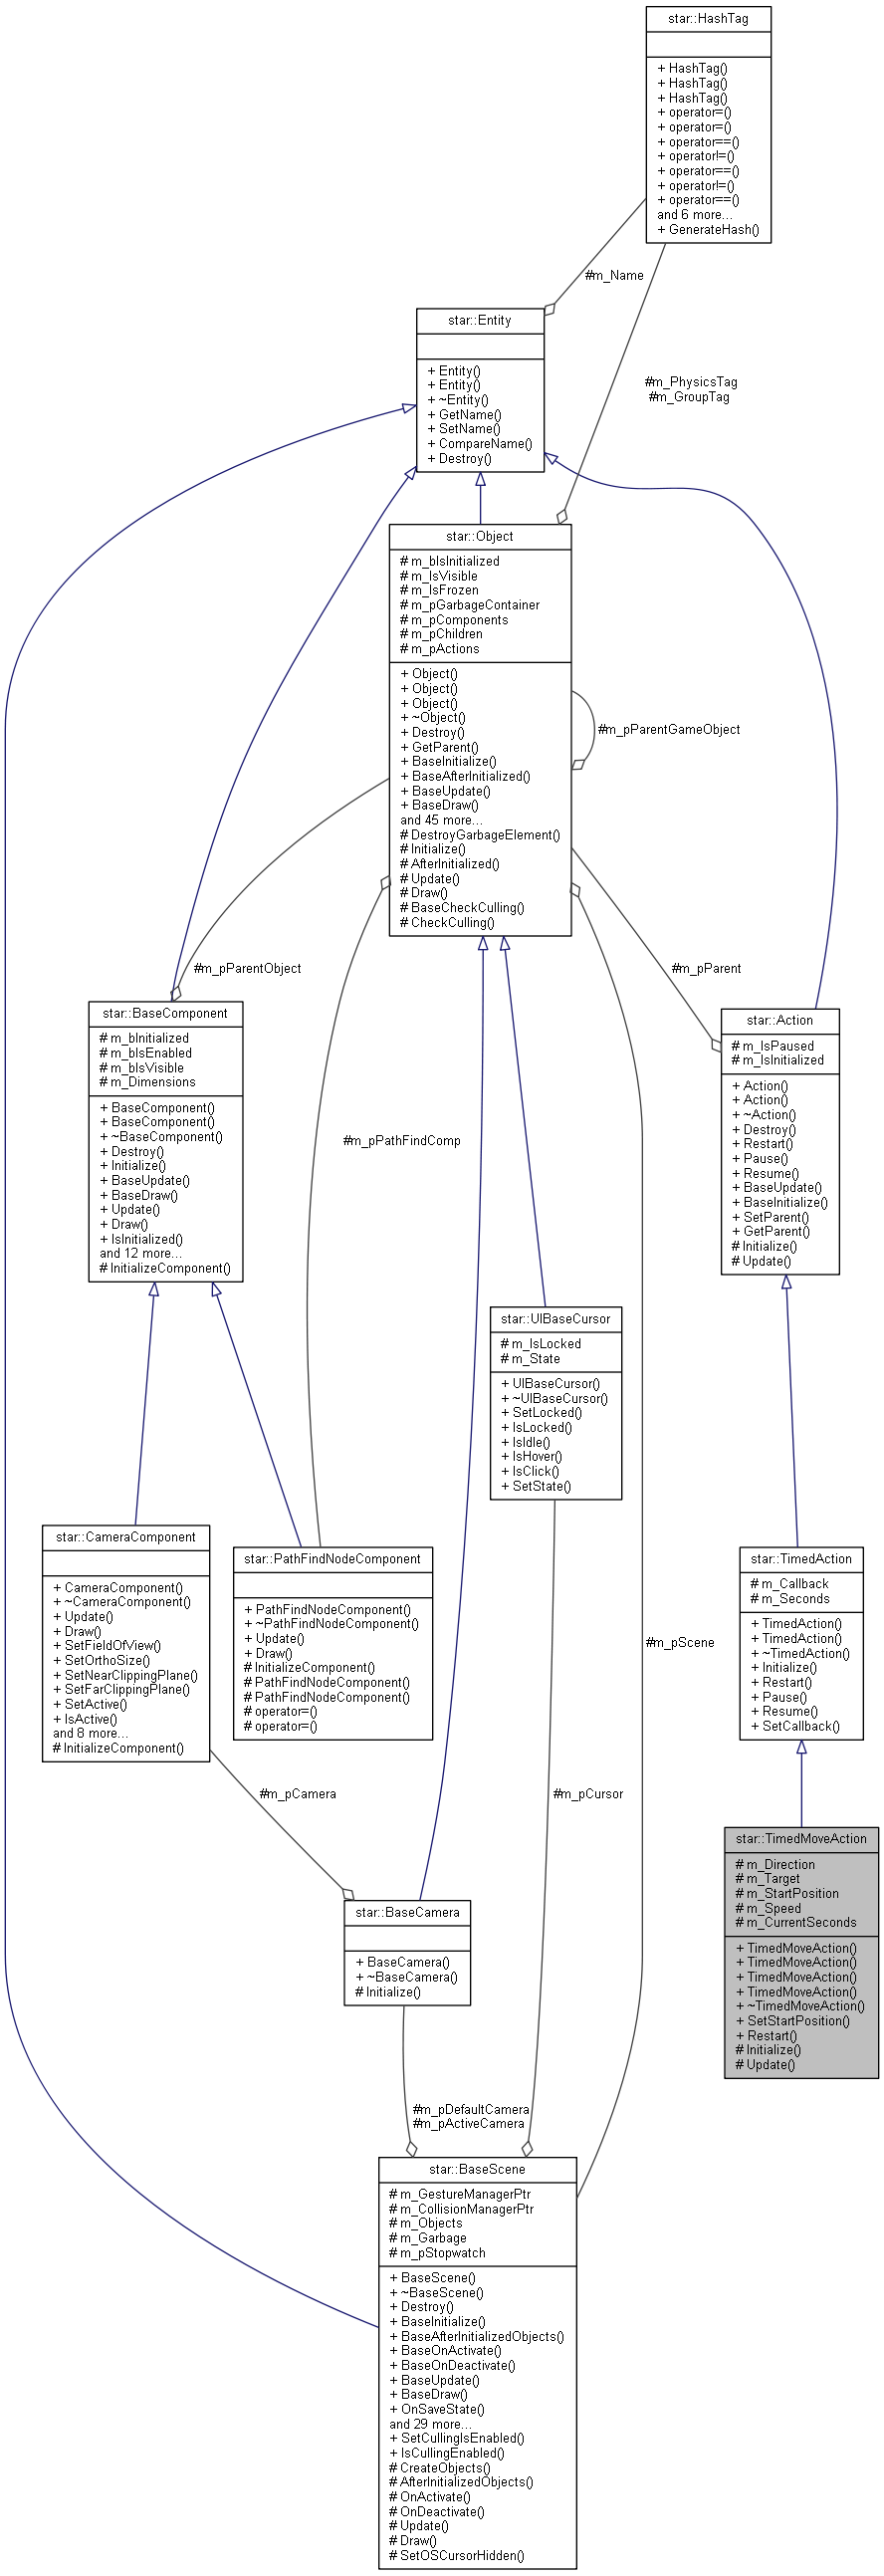 star::HashTag
+ HashTag()
+ HashTag()
+ HashTag()
+ operator=()
+ operator=()
+ operator==()
+ operator!=()
+ operator==()
+ operator!=()
+ operator==()
and 6 more...
+ GenerateHash()
#m_Name
star::Entity
+ Entity()
+ Entity()
+ ~Entity()
+ GetName()
+ SetName()
+ CompareName()
+ Destroy()
#m_PhysicsTag
#m_GroupTag
star::Object
# m_bIsInitialized
# m_IsVisible
# m_IsFrozen
# m_pGarbageContainer
# m_pComponents
# m_pChildren
# m_pActions
+ Object()
+ Object()
+ Object()
+ ~Object()
+ Destroy()
+ GetParent()
+ BaseInitialize()
+ BaseAfterInitialized()
+ BaseUpdate()
+ BaseDraw()
and 45 more...
# DestroyGarbageElement()
# Initialize()
# AfterInitialized()
# Update()
# Draw()
# BaseCheckCulling()
# CheckCulling()
#m_pParentGameObject
#m_pParentObject
#m_pParent
star::BaseComponent
# m_bInitialized
# m_bIsEnabled
# m_bIsVisible
# m_Dimensions
+ BaseComponent()
+ BaseComponent()
+ ~BaseComponent()
+ Destroy()
+ Initialize()
+ BaseUpdate()
+ BaseDraw()
+ Update()
+ Draw()
+ IsInitialized()
and 12 more...
# InitializeComponent()
star::Action
# m_IsPaused
# m_IsInitialized
+ Action()
+ Action()
+ ~Action()
+ Destroy()
+ Restart()
+ Pause()
+ Resume()
+ BaseUpdate()
+ BaseInitialize()
+ SetParent()
+ GetParent()
# Initialize()
# Update()
#m_pPathFindComp
star::UIBaseCursor
# m_IsLocked
# m_State
+ UIBaseCursor()
+ ~UIBaseCursor()
+ SetLocked()
+ IsLocked()
+ IsIdle()
+ IsHover()
+ IsClick()
+ SetState()
star::CameraComponent
+ CameraComponent()
+ ~CameraComponent()
+ Update()
+ Draw()
+ SetFieldOfView()
+ SetOrthoSize()
+ SetNearClippingPlane()
+ SetFarClippingPlane()
+ SetActive()
+ IsActive()
and 8 more...
# InitializeComponent()
star::PathFindNodeComponent
+ PathFindNodeComponent()
+ ~PathFindNodeComponent()
+ Update()
+ Draw()
# InitializeComponent()
# PathFindNodeComponent()
# PathFindNodeComponent()
# operator=()
# operator=()
#m_pScene
star::TimedAction
# m_Callback
# m_Seconds
+ TimedAction()
+ TimedAction()
+ ~TimedAction()
+ Initialize()
+ Restart()
+ Pause()
+ Resume()
+ SetCallback()
#m_pCamera
#m_pCursor
star::TimedMoveAction
# m_Direction
# m_Target
# m_StartPosition
# m_Speed
# m_CurrentSeconds
+ TimedMoveAction()
+ TimedMoveAction()
+ TimedMoveAction()
+ TimedMoveAction()
+ ~TimedMoveAction()
+ SetStartPosition()
+ Restart()
# Initialize()
# Update()
star::BaseCamera
+ BaseCamera()
+ ~BaseCamera()
# Initialize()
#m_pDefaultCamera
#m_pActiveCamera
star::BaseScene
# m_GestureManagerPtr
# m_CollisionManagerPtr
# m_Objects
# m_Garbage
# m_pStopwatch
+ BaseScene()
+ ~BaseScene()
+ Destroy()
+ BaseInitialize()
+ BaseAfterInitializedObjects()
+ BaseOnActivate()
+ BaseOnDeactivate()
+ BaseUpdate()
+ BaseDraw()
+ OnSaveState()
and 29 more...
+ SetCullingIsEnabled()
+ IsCullingEnabled()
# CreateObjects()
# AfterInitializedObjects()
# OnActivate()
# OnDeactivate()
# Update()
# Draw()
# SetOSCursorHidden()